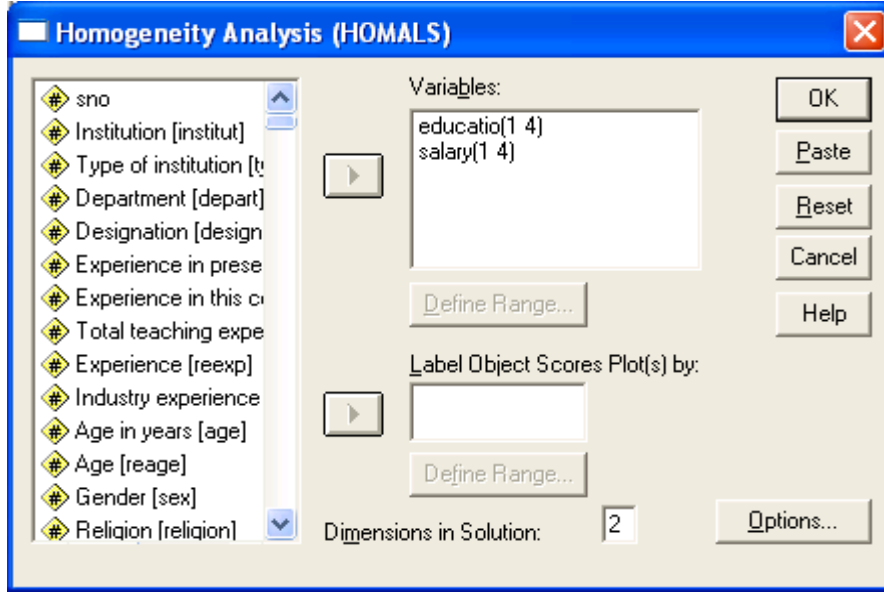 Homogeneity Analysis (HOMALS)
sno
Institution [institut]
Type of institution [ty
Department [depart]
Designation [design
Experience in prese
Experience in this co
Total teaching expe
Experience [reexp]
Industry experience
Age in years [age]
Age [reage]
Gender [sex]
Religion [religion]
Variables:
educatio(1 4)
salary(1 4)
Define Range...
Label Object Scores Plot(s) by:
Define Range...
Dimensions in Solution: 2
OK
Paste
Reset
Cancel
Help
Options...